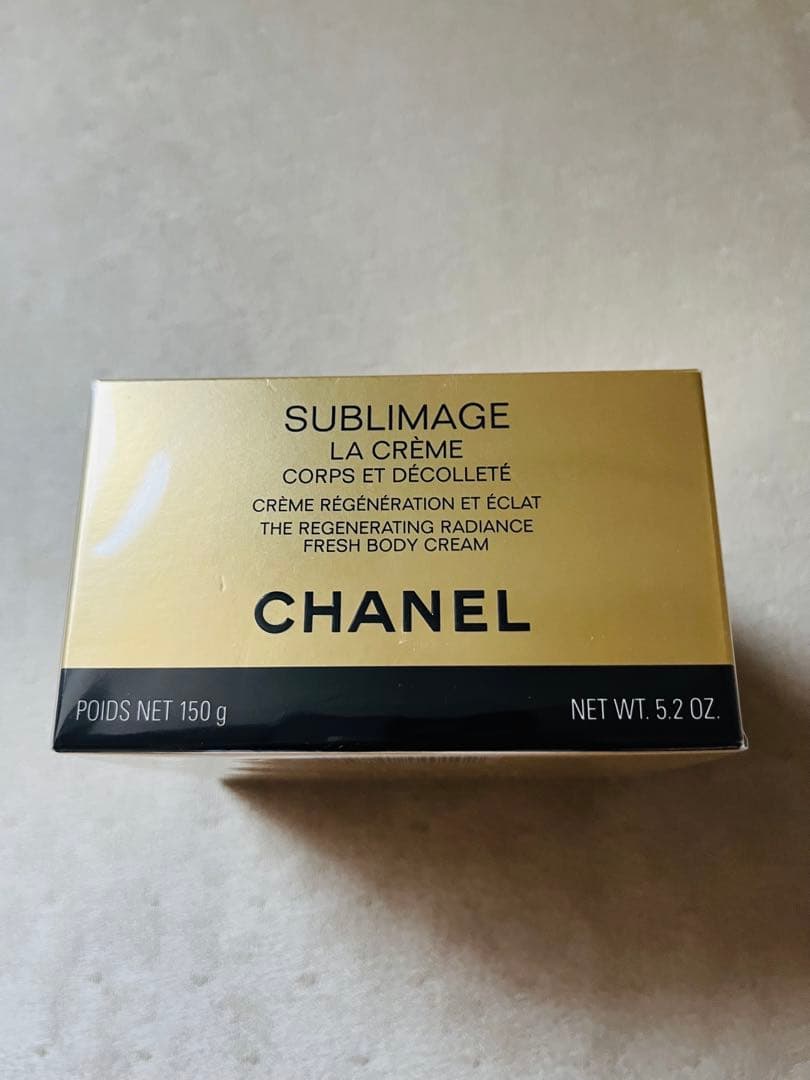 SUBLIMAGE
LA CRÈME
CORPS ET DÉCOLLETÉ
CRÈME RÉGÉNÉRATION ET ÉCLAT
THE REGENERATING RADIANCE
FRESH BODY CREAM
CHANEL
POIDS NET 150 g NET WT. 5.2 OZ.